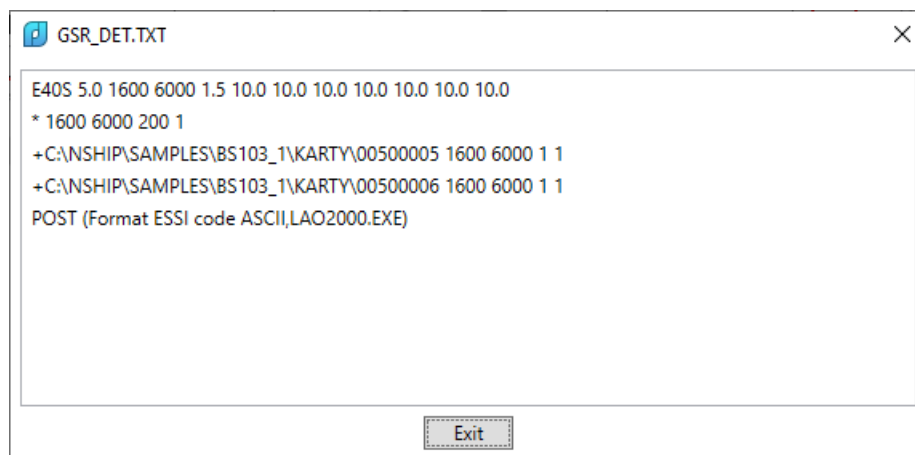 GSR_DET.TXT
E40S 5.0 1600 6000 1.5 10.0 10.0 10.0 10.0 10.0 10.0 10.0
* 1600 6000 200 1
+C:\NSHIP\SAMPLES\BS103_1\KARTY\00500005 1600 6000 1 1
+C:\NSHIP\SAMPLES\BS103_1\KARTY\00500006 1600 6000 1 1
POST (Format ESSI code ASCII,LAO2000.EXE)
Exit